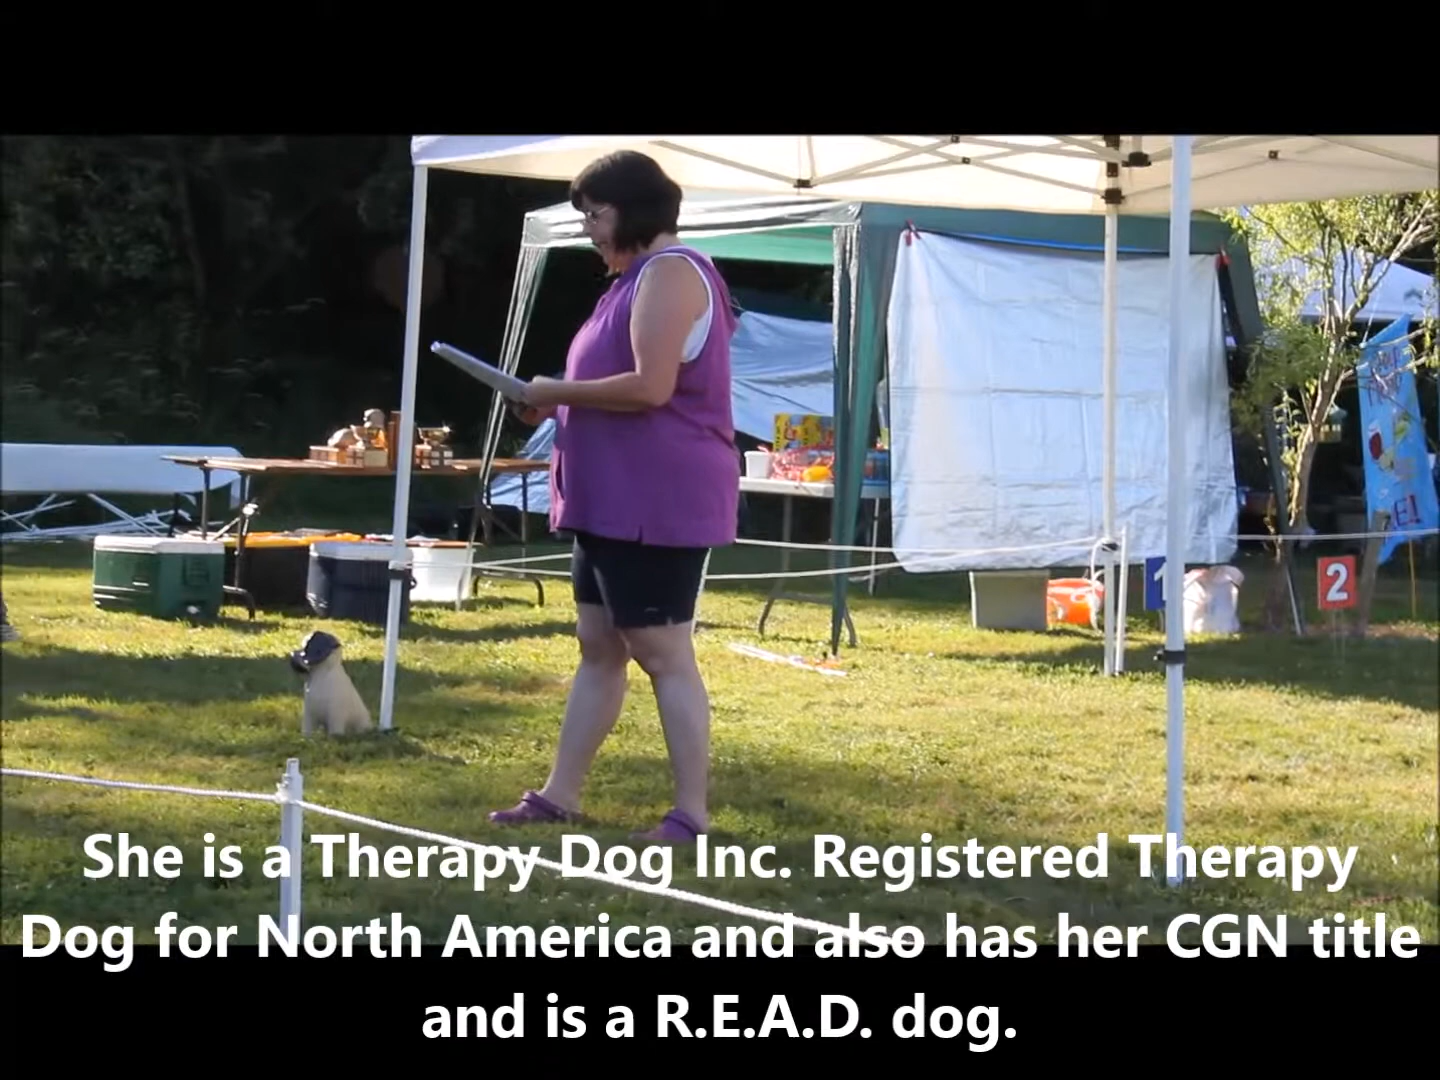 2
She is a Therapy Dog Inc. Registered Therapy
Dog for North America and also has her CGN title
and is a R.E.A.D. dog.